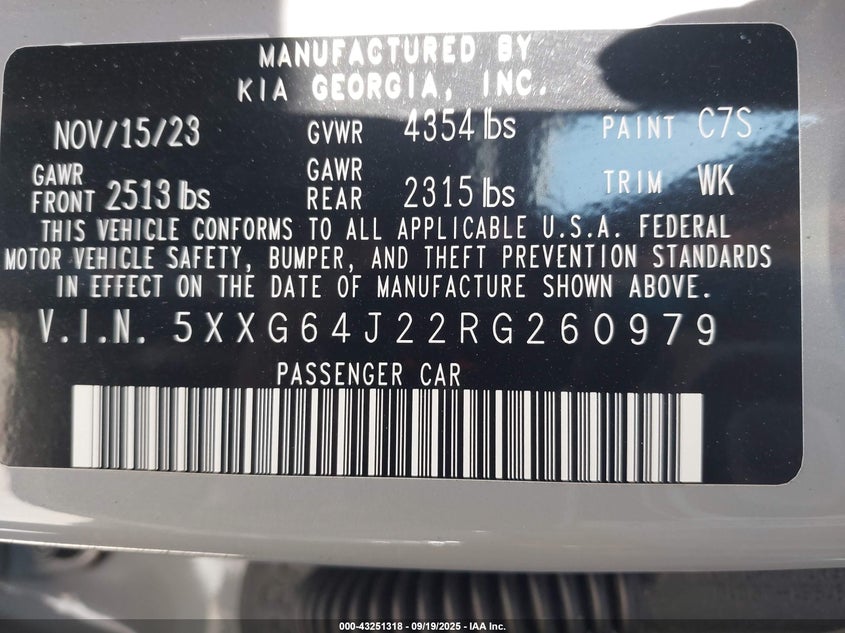 MANUFACTURED BY
KIA GEORGIA, INC.
NOV/15/23 GVWR 4354 lbs PAINT C7S
GAWR FRONT 2513 lbs GAWR REAR 2315 lbs TRIM WK
THIS VEHICLE CONFORMS TO ALL APPLICABLE U.S.A. FEDERAL
MOTOR VEHICLE SAFETY, BUMPER, AND THEFT PREVENTION STANDARDS
IN EFFECT ON THE DATE OF MANUFACTURE SHOWN ABOVE.
V.I.N. 5XXG64J22RG260979
PASSENGER CAR
000-43251318 - 09/19/2025 - IAA Inc.